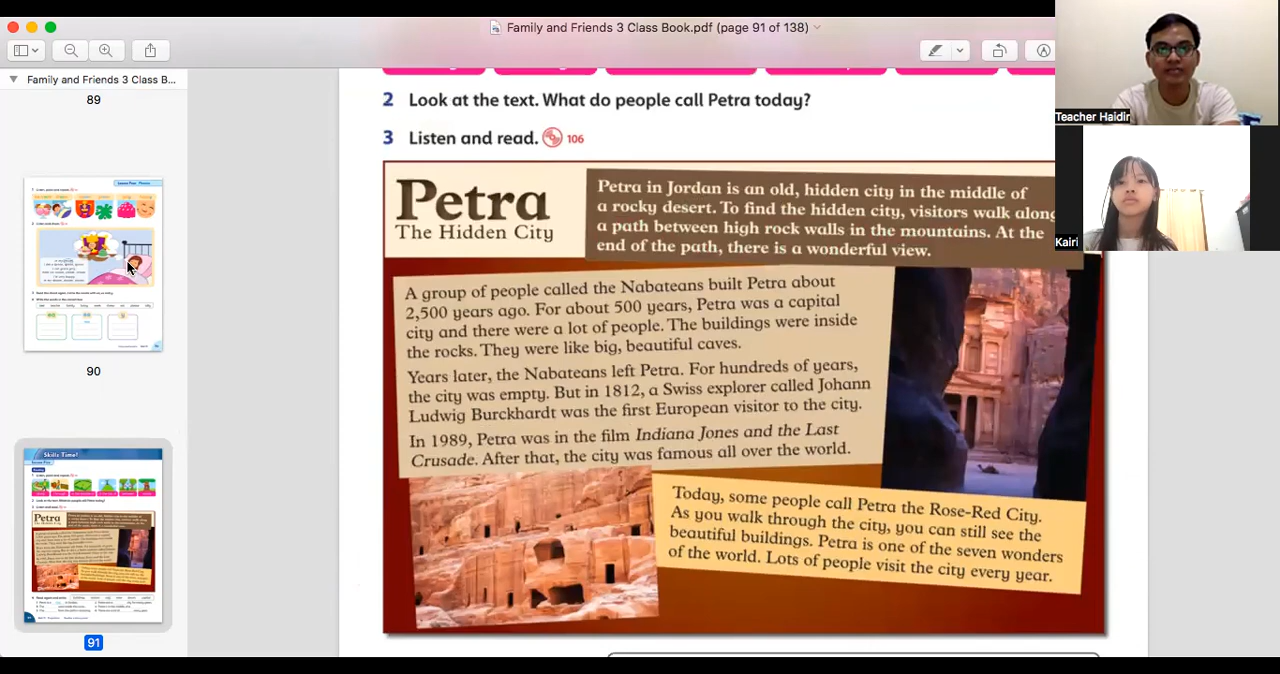 Family and Friends 3 Class Book.pdf (page 91 of 138)
Family and Friends 3 Class B...
89
90
Skills Time!
91
2 Look at the text. What do people call Petra today?
3 Listen and read. 106
Petra
The Hidden City
Petra in Jordan is an old, hidden city in the middle of
a rocky desert. To find the hidden city, visitors walk along
a path between high rock walls in the mountains. At the
end of the path, there is a wonderful view.
A group of people called the Nabateans built Petra about
2,500 years ago. For about 500 years, Petra was a capital
city and there were a lot of people. The buildings were inside
the rocks. They were like big, beautiful caves.
Years later, the Nabateans left Petra. For hundreds of years,
the city was empty. But in 1812, a Swiss explorer called Johann
Ludwig Burckhardt was the first European visitor to the city.
In 1989, Petra was in the film Indiana Jones and the Last
Crusade. After that, the city was famous all over the world.
Today, some people call Petra the Rose-Red City.
As you walk through the city, you can still see the
beautiful buildings. Petra is one of the seven wonders
of the world. Lots of people visit the city every year.
Teacher Haidir
Kairi